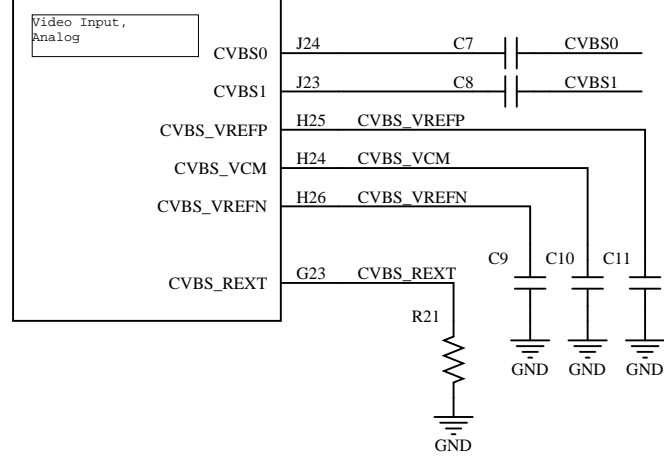 Video Input,
Analog
CVBS0 J24 C7 CVBS0
CVBS1 J23 C8 CVBS1
CVBS_VREFP H25 CVBS_VREFP
CVBS_VCM H24 CVBS_VCM
CVBS_VREFN H26 CVBS_VREFN
C9 C10 C11
CVBS_REXT G23 CVBS_REXT
R21
GND GND GND
GND